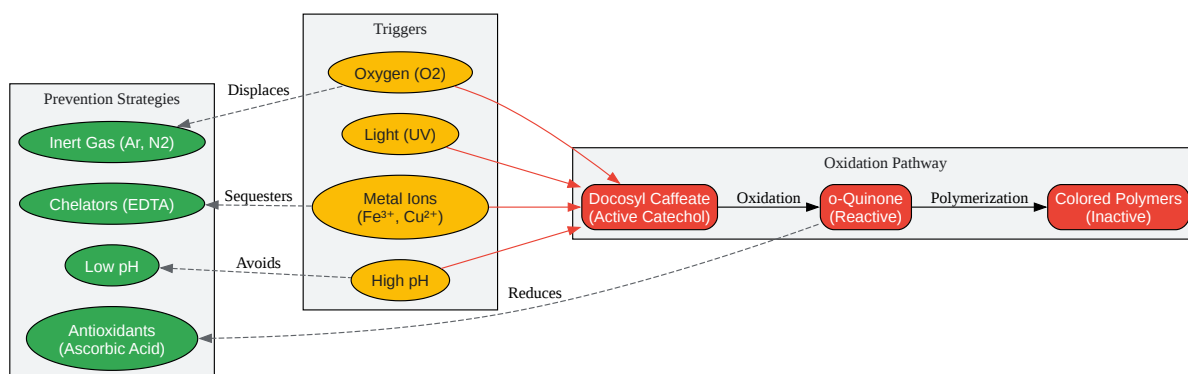 Prevention Strategies
Inert Gas (Ar, N2)
Chelators (EDTA)
Low pH
Antioxidants
(Ascorbic Acid)
Displaces
Sequesters
Avoids
Reduces
Triggers
Oxygen (O2)
Light (UV)
Metal Ions
(Fe³⁺, Cu²⁺)
High pH
Oxidation Pathway
Docosyl Caffeate
(Active Catechol)
Oxidation
o-Quinone
(Reactive)
Polymerization
Colored Polymers
(Inactive)